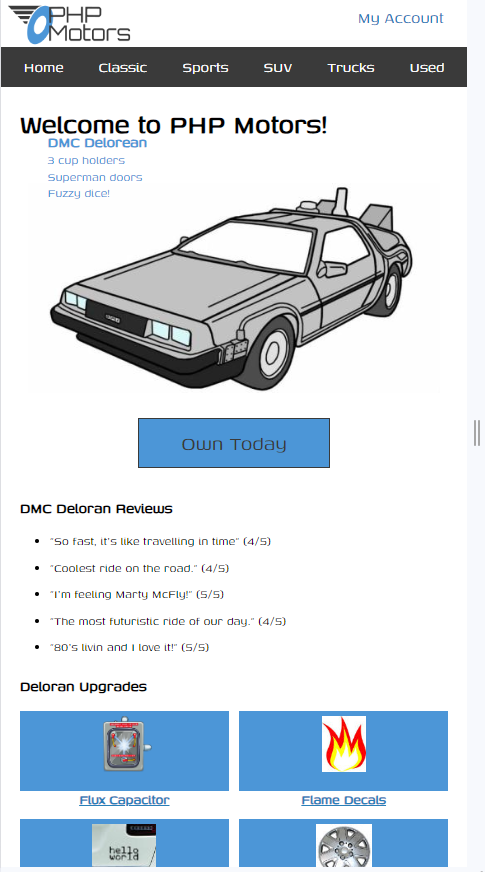 PHP
Motors
My Account
Home Classic Sports SUV Trucks Used
Welcome to PHP Motors!
DMC Delorean
3 cup holders
Superman doors
Fuzzy dice!
Own Today
DMC Deloran Reviews
"So fast, it's like travelling in time" (4/5)
"Coolest ride on the road." (4/5)
"I'm feeling Marty McFly!" (5/5)
"The most futuristic ride of our day." (4/5)
"80's livin and I love it!" (5/5)
Deloran Upgrades
Flux Capacitor
Flame Decals
hello
world